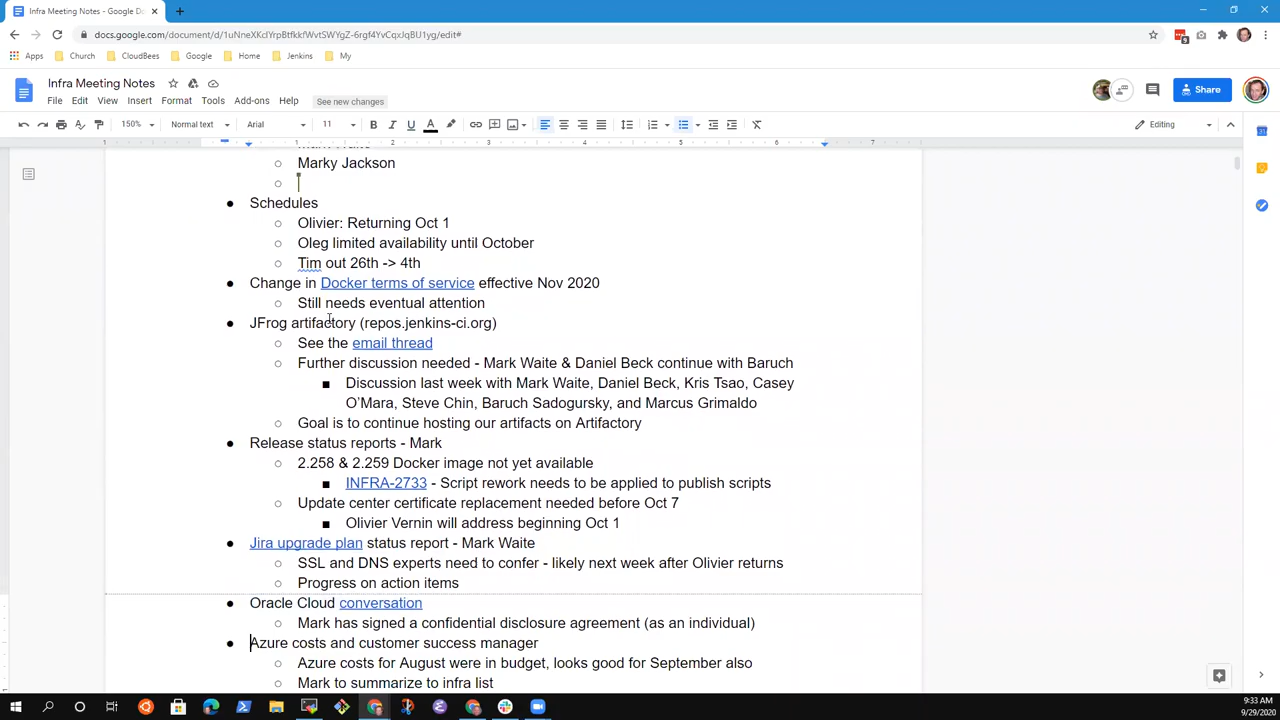 Infra Meeting Notes - Google Do
docs.google.com/document/d/
Apps Church CloudBees Google Home Jenkins My
Infra Meeting Notes
File Edit View Insert Format Tools Add-ons Help See new changes
Share
150% Normal text Arial 11 B I U A Editing
1 1 2 3 4 5 6 7
Marky Jackson
Schedules
Olivier: Returning Oct 1
Oleg limited availability until October
Tim out 26th -> 4th
Change in Docker terms of service effective Nov 2020
Still needs eventual attention
JFrog artifactory (repos.jenkins-ci.org)
See the email thread
Further discussion needed - Mark Waite & Daniel Beck continue with Baruch
Discussion last week with Mark Waite, Daniel Beck, Kris Tsao, Casey
O'Mara, Steve Chin, Baruch Sadogursky, and Marcus Grimaldo
Goal is to continue hosting our artifacts on Artifactory
Release status reports - Mark
2.258 & 2.259 Docker image not yet available
INFRA-2733 - Script rework needs to be applied to publish scripts
Update center certificate replacement needed before Oct 7
Olivier Vernin will address beginning Oct 1
Jira upgrade plan status report - Mark Waite
SSL and DNS experts need to confer - likely next week after Olivier returns
Progress on action items
Oracle Cloud conversation
Mark has signed a confidential disclosure agreement (as an individual)
Azure costs and customer success manager
Azure costs for August were in budget, looks good for September also
Mark to summarize to infra list
9:33 AM
9/29/2020